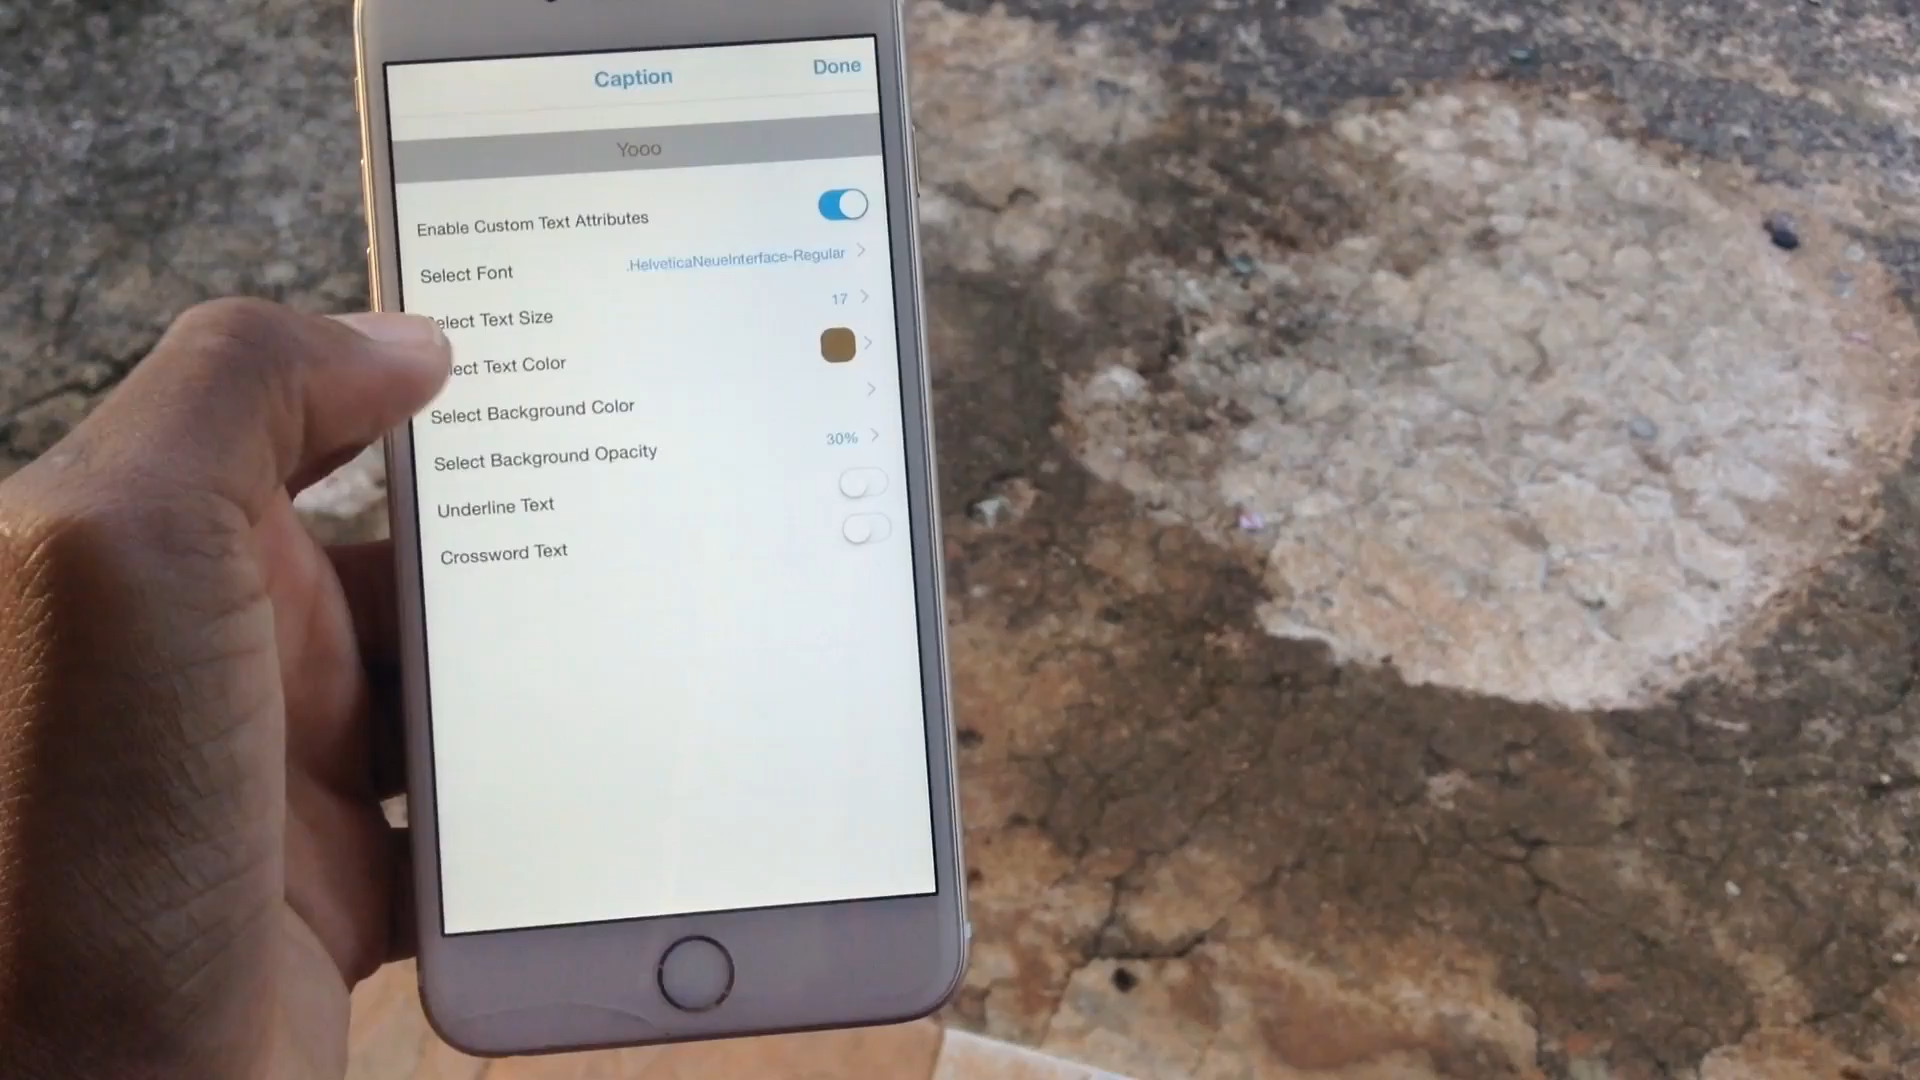 Caption
Done
Yooo
Enable Custom Text Attributes
Select Font
.HelveticaNeueInterface-Regular
elect Text Size
17
lect Text Color
Select Background Color
Select Background Opacity
30%
Underline Text
Crossword Text